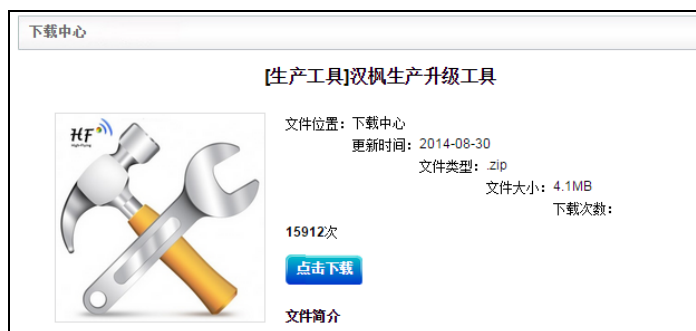 下载中心
[生产工具]汉枫生产升级工具
HF
High-Flying
文件位置：下载中心
更新时间：2014-08-30
文件类型：.zip
文件大小：4.1MB
下载次数：
15912次
点击下载
文件简介